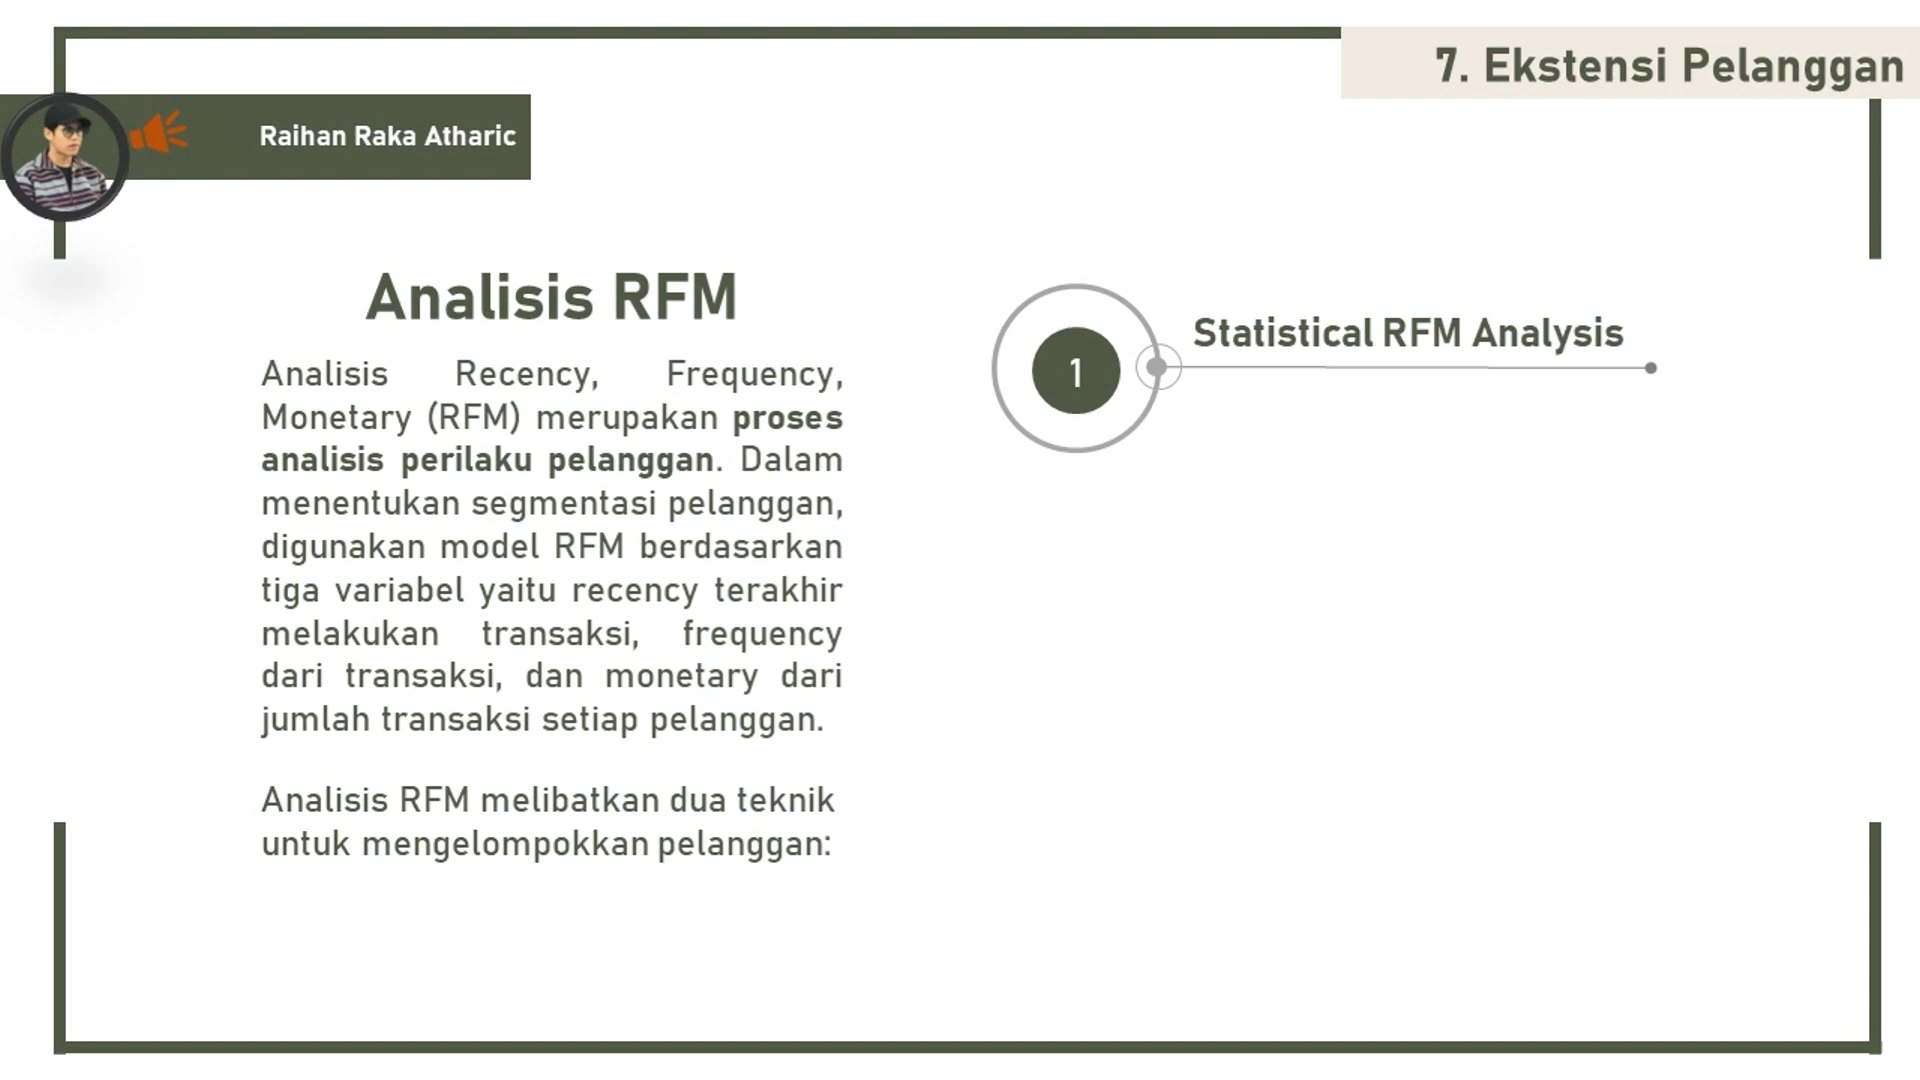 7. Ekstensi Pelanggan
Raihan Raka Atharic
Analisis RFM
Analisis Recency, Frequency,
Monetary (RFM) merupakan proses
analisis perilaku pelanggan. Dalam
menentukan segmentasi pelanggan,
digunakan model RFM berdasarkan
tiga variabel yaitu recency terakhir
melakukan transaksi, frequency
dari transaksi, dan monetary dari
jumlah transaksi setiap pelanggan.
Analisis RFM melibatkan dua teknik
untuk mengelompokkan pelanggan:
1
Statistical RFM Analysis